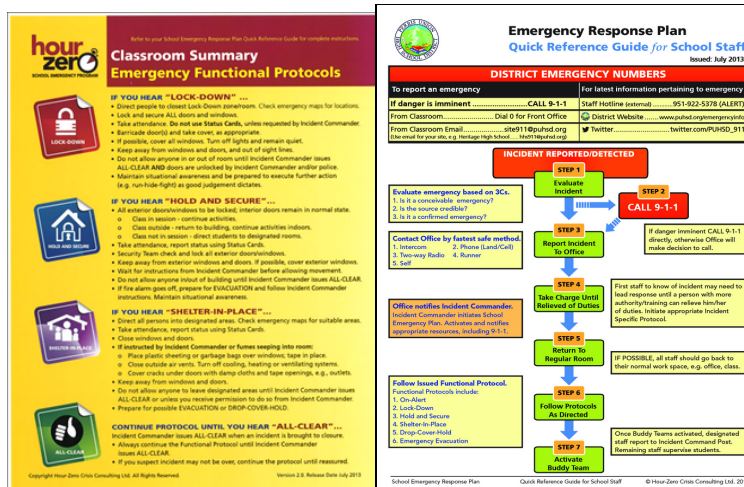 Refer to your School Emergency Response Plan Quick Reference Guide for complete instructions.
hour
zero
SCHOOL EMERGENCY PROGRAM
Classroom Summary
Emergency Functional Protocols
IF YOU HEAR "LOCK-DOWN"...
• Direct people to closest Lock-Down zone/room. Check emergency maps for locations.
• Lock and secure ALL doors and windows.
• Take attendance. Do not use Status Cards, unless requested by Incident Commander.
• Barricade door(s) and take cover, as appropriate.
• If possible, cover all windows. Turn off lights and remain quiet.
• Keep away from windows and doors, and out of sight lines.
• Do not allow anyone in or out of room until Incident Commander issues
ALL-CLEAR AND doors are unlocked by Incident Commander and/or police.
• Maintain situational awareness and be prepared to execute further action
(e.g. run-hide-fight) as good judgement dictates.
LOCK-DOWN
IF YOU HEAR "HOLD AND SECURE"...
• All exterior doors/windows to be locked; interior doors remain in normal state.
o Class in session - continue activities.
o Class outside - return to building, continue activities indoors.
o Class not in session - direct students to designated rooms.
• Take attendance, report status using Status Cards.
• Security Team check and lock all exterior doors/windows.
• Keep away from exterior windows and doors. If possible, cover exterior windows.
• Wait for instructions from Incident Commander before allowing movement.
• Do not allow anyone in/out of building until Incident Commander issues ALL-CLEAR.
• If fire alarm goes off, prepare for EVACUATION and follow Incident Commander
instructions. Maintain situational awareness.
HOLD AND SECURE
IF YOU HEAR "SHELTER-IN-PLACE"...
• Direct all persons into designated areas. Check emergency maps for suitable areas.
• Take attendance, report status using Status Cards.
• Close windows and doors.
• If instructed by Incident Commander or fumes seeping into room:
o Place plastic sheeting or garbage bags over windows; tape in place.
o Close outside air vents. Turn off cooling, heating or ventilating systems.
o Cover cracks under doors with damp cloths and tape openings, e.g., outlets.
• Keep away from windows and doors.
• Do not allow anyone to leave designated areas until Incident Commander issues
ALL-CLEAR or unless you receive permission to do so from Incident Commander.
• Prepare for possible EVACUATION or DROP-COVER-HOLD.
SHELTER-IN-PLACE
CONTINUE PROTOCOL UNTIL YOU HEAR "ALL-CLEAR"...
Incident Commander issues ALL-CLEAR when an incident is brought to closure.
• Always continue the Functional Protocol until Incident Commander
issues ALL-CLEAR.
• If you suspect incident may not be over, continue the protocol until reassured.
ALL-CLEAR
Copyright Hour-Zero Crisis Consulting Ltd. All Rights Reserved.
Version 2.0. Release Date July 2013
Emergency Response Plan
Quick Reference Guide for School Staff
Issued: July 2013
DISTRICT EMERGENCY NUMBERS
To report an emergency
For latest information pertaining to emergency
If danger is imminent ..................CALL 9-1-1
Staff Hotline (external) ..........951-922-5378 (ALERT)
From Classroom.................... Dial 0 for Front Office
District Website ...... www.puhsd.org/emergencyinfo
From Classroom Email....................site911@puhsd.org
(Use email for your site, e.g. Heritage High School..... hhs911@puhsd.org)
Twitter........................twitter.com/PUHSD_911
INCIDENT REPORTED/DETECTED
STEP 1
Evaluate
Incident
Evaluate emergency based on 3Cs.
1. Is it a conceivable emergency?
2. Is the source credible?
3. Is it a confirmed emergency?
STEP 2
CALL 9-1-1
If danger imminent CALL 9-1-1
directly, otherwise Office will
make decision to call.
Contact Office by fastest safe method.
1. Intercom 2. Phone (Land/Cell)
3. Two-way Radio 4. Runner
5. Self
STEP 3
Report Incident
To Office
STEP 4
Take Charge Until
Relieved of Duties
First staff to know of incident may need to
lead response until a person with more
authority/training can relieve him/her
of duties. Initiate appropriate Incident
Specific Protocol.
Office notifies Incident Commander.
Incident Commander initiates School
Emergency Plan. Activates and notifies
appropriate resources, including 9-1-1.
STEP 5
Return To
Regular Room
IF POSSIBLE, all staff should go back to
their normal work space, e.g. office, class.
Follow Issued Functional Protocol.
Functional Protocols include:
1. On-Alert
2. Lock-Down
3. Hold and Secure
4. Shelter-In-Place
5. Drop-Cover-Hold
6. Emergency Evacuation
STEP 6
Follow Protocols
As Directed
STEP 7
Activate
Buddy Team
Once Buddy Teams activated, designated
staff report to Incident Command Post.
Remaining staff supervise students.
School Emergency Response Plan
Quick Reference Guide for School Staff
© Hour-Zero Crisis Consulting Ltd. 20